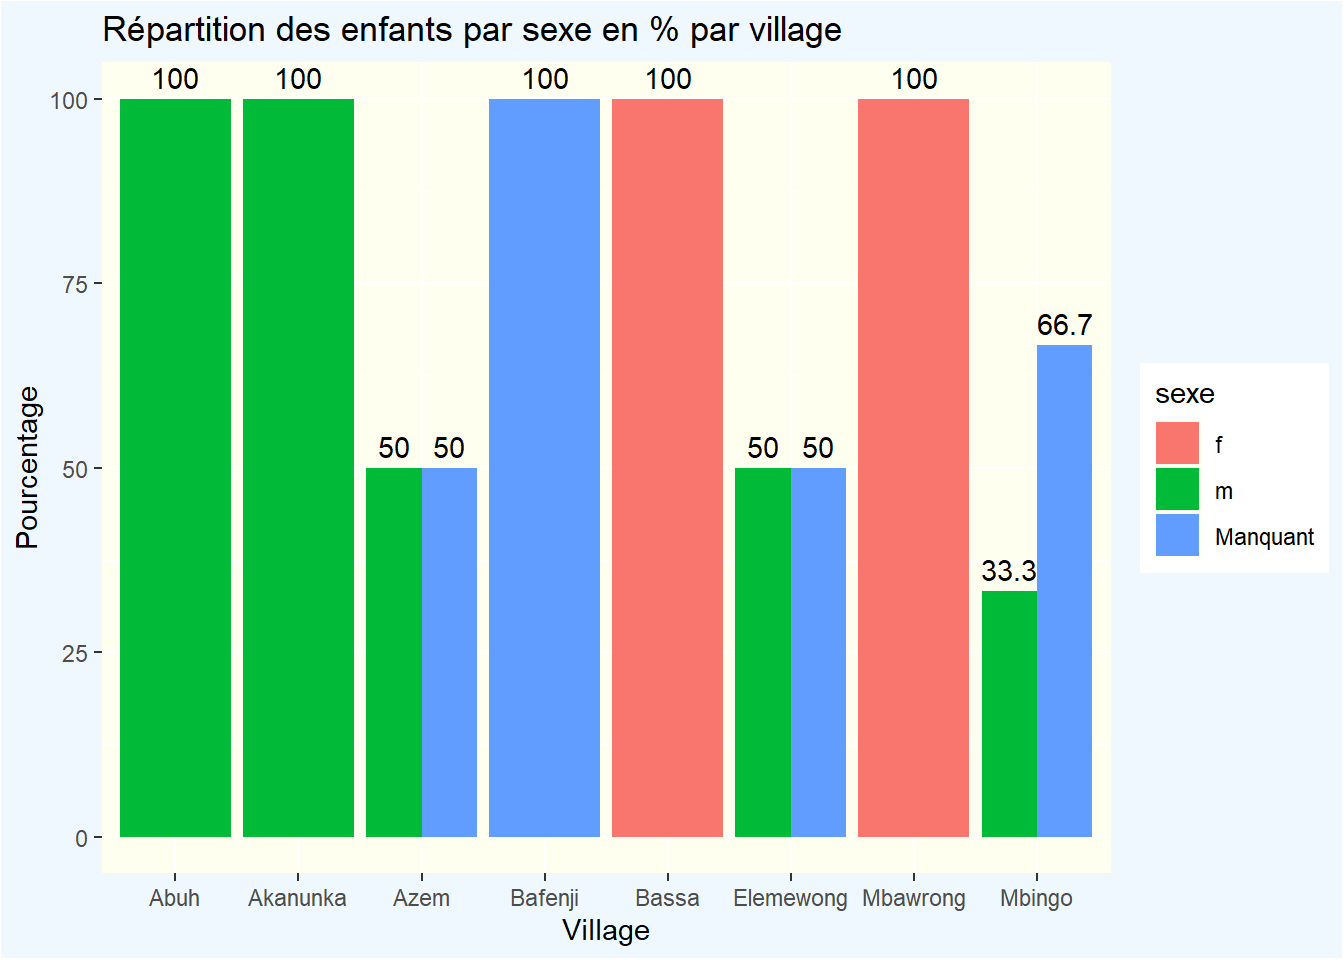 Répartition des enfants par sexe en % par village
100 100 100 100 100
100
75
66.7
50 50 50 50
50
33.3
25
0
Abuh Akanunka Azem Bafenji Bassa Elemewong Mbawrong Mbingo
Village
Pourcentage
sexe
f
m
Manquant